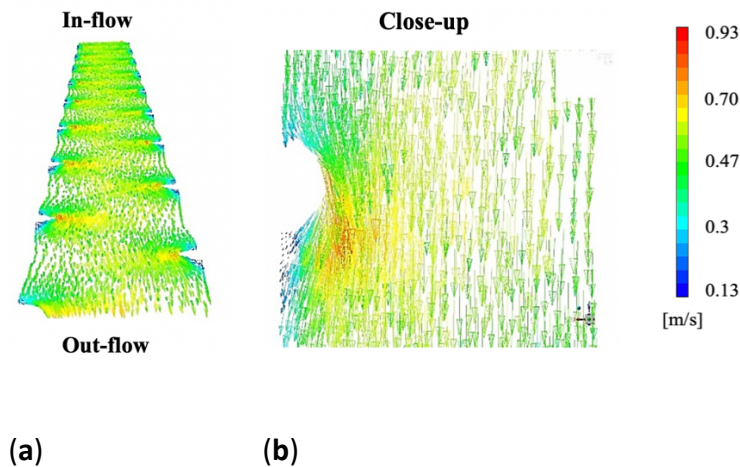 In-flow
Close-up
0.93
0.70
0.47
0.3
0.13
[m/s]
Out-flow
(a)
(b)